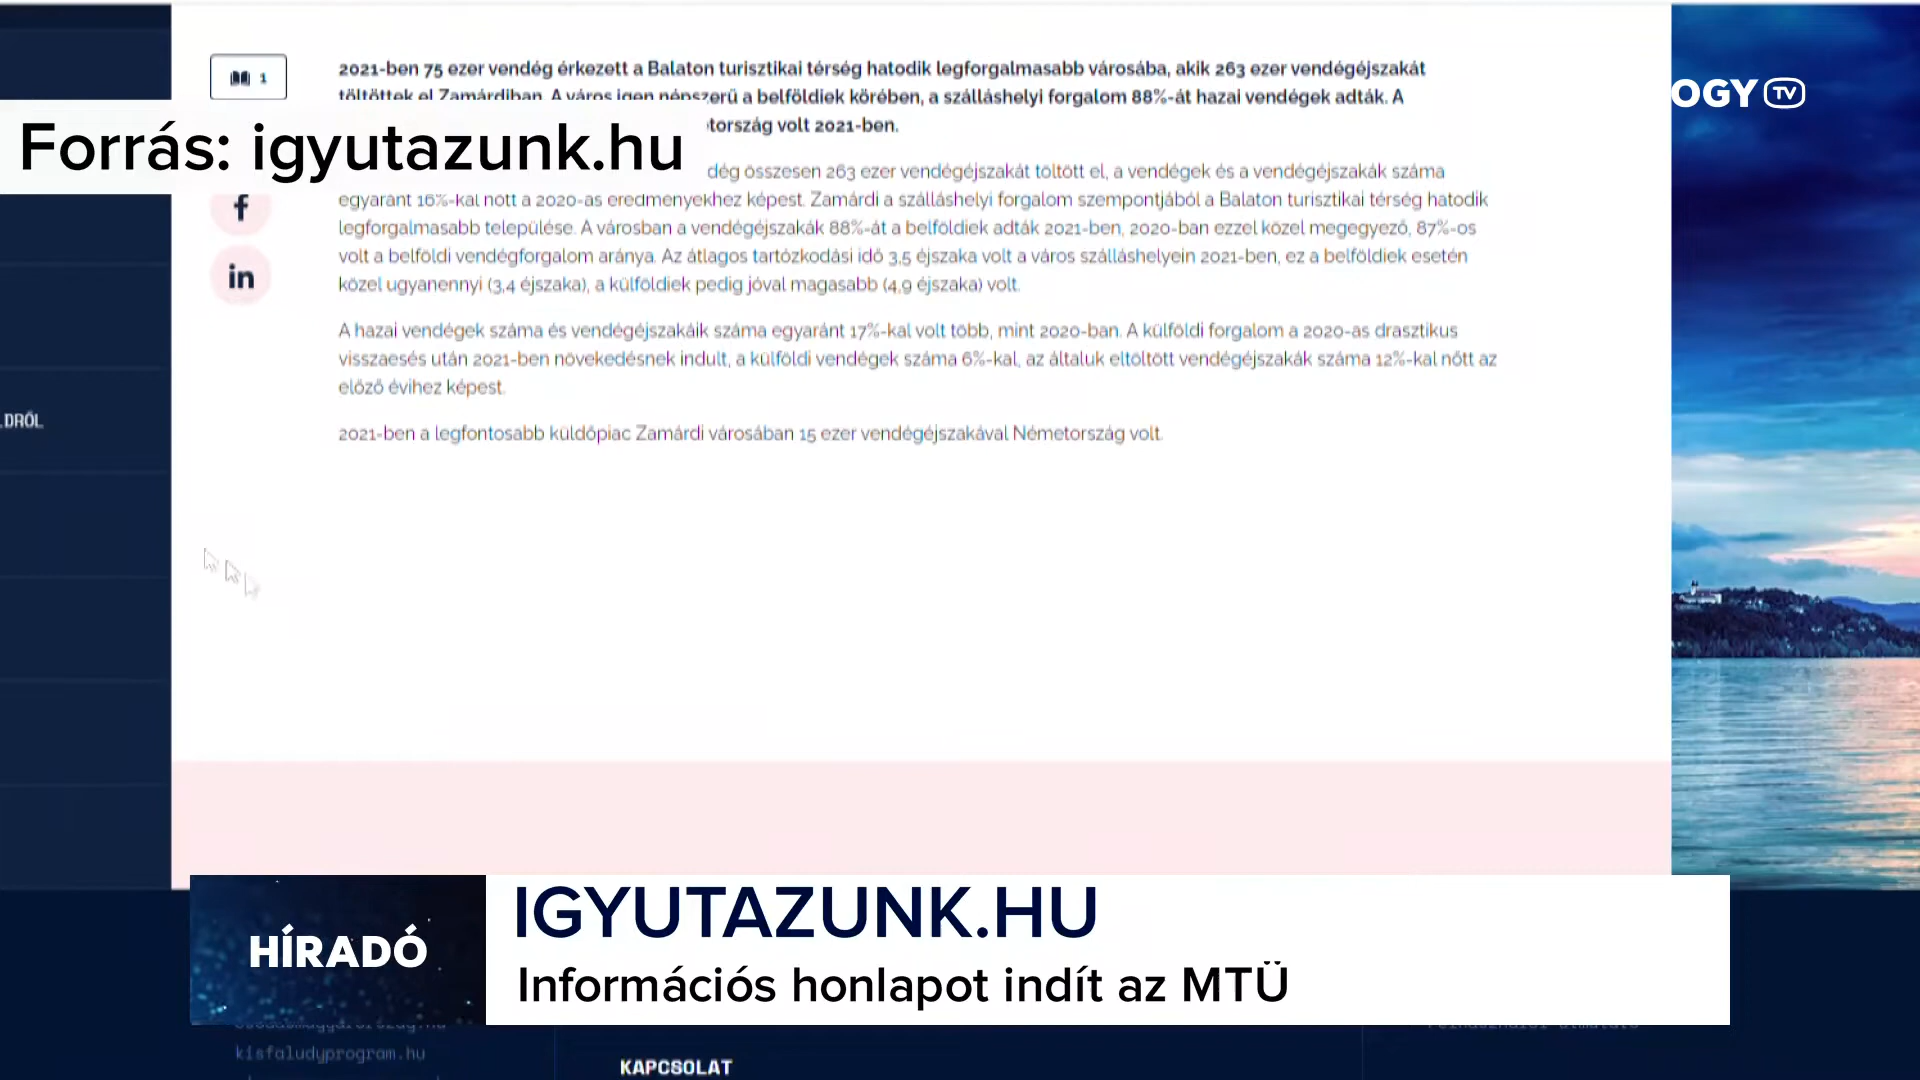 1
2021-ben 75 ezer vendég érkezett a Balaton turisztikai térség hatodik legforgalmasabb városába, akik 263 ezer vendégéjszakát
töltöttek el Zamárdiban. A város igen népszerű a belföldiek körében, a szálláshelyi forgalom 88%-át hazai vendégek adták. A
OGY TV
tország volt 2021-ben.
Forrás: igyutazunk.hu
dég összesen 263 ezer vendégéjszakát töltött el, a vendégek és a vendégéjszakák száma
egyaránt 16%-kal nőtt a 2020-as eredményekhez képest. Zamárdi a szálláshelyi forgalom szempontjából a Balaton turisztikai térség hatodik
legforgalmasabb települése. A városban a vendégéjszakák 88%-át a belföldiek adták 2021-ben, 2020-ban ezzel közel megegyező, 87%-os
volt a belföldi vendégforgalom aránya. Az átlagos tartózkodási idő 3,5 éjszaka volt a város szálláshelyein 2021-ben, ez a belföldiek esetén
közel ugyanennyi (3,4 éjszaka), a külföldiek pedig jóval magasabb (4,9 éjszaka) volt.
A hazai vendégek száma és vendégéjszakáik száma egyaránt 17%-kal volt több, mint 2020-ban. A külföldi forgalom a 2020-as drasztikus
visszaesés után 2021-ben növekedésnek indult, a külföldi vendégek száma 6%-kal, az általuk eltöltött vendégéjszakák száma 12%-kal nőtt az
előző évihez képest.
LDRŐL
2021-ben a legfontosabb küldőpiac Zamárdi városában 15 ezer vendégéjszakával Németország volt.
HÍRADÓ
IGYUTAZUNK.HU
Információs honlapot indít az MTÜ
kisfaludyprogram.hu
KAPCSOLAT